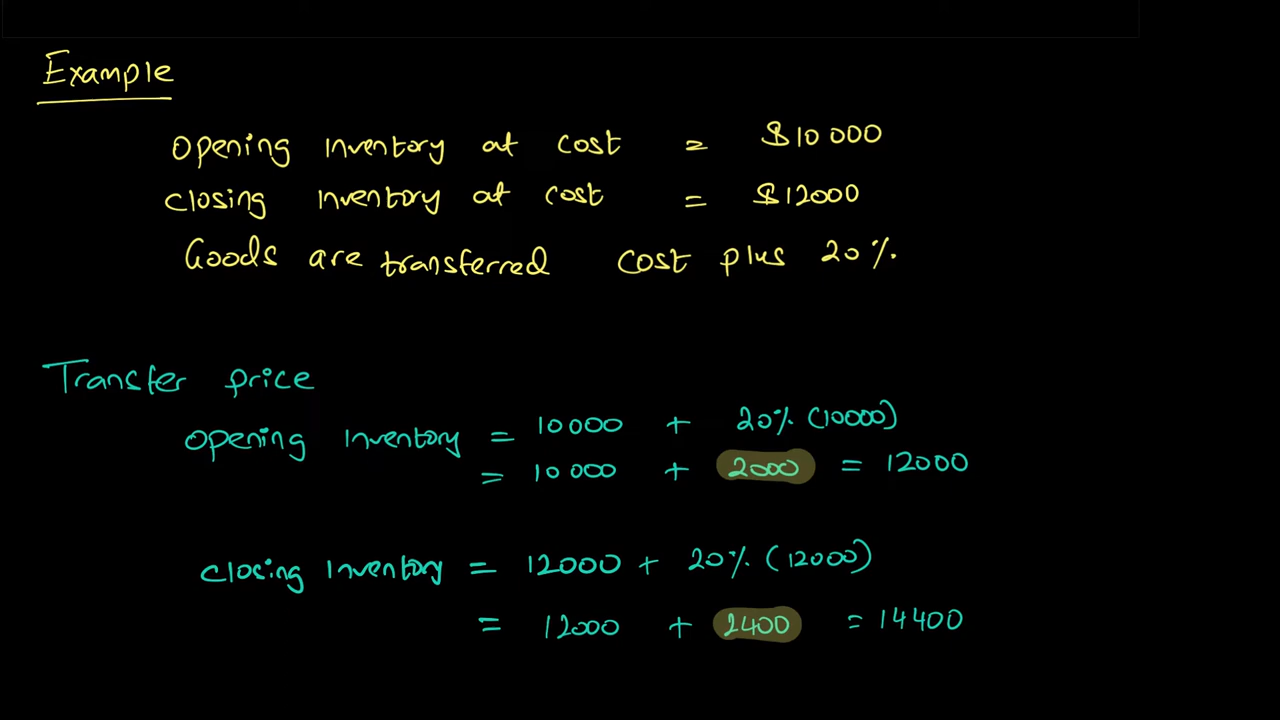 Example
Opening Inventory at cost = $10 000
Closing Inventory at cost = $12000
Goods are transferred cost plus 20%.
Transfer price
Opening Inventory = 10000 + 20% (10000)
= 10 000 + 2000 = 12000
Closing Inventory = 12000 + 20% (12000)
= 12000 + 2400 = 14400